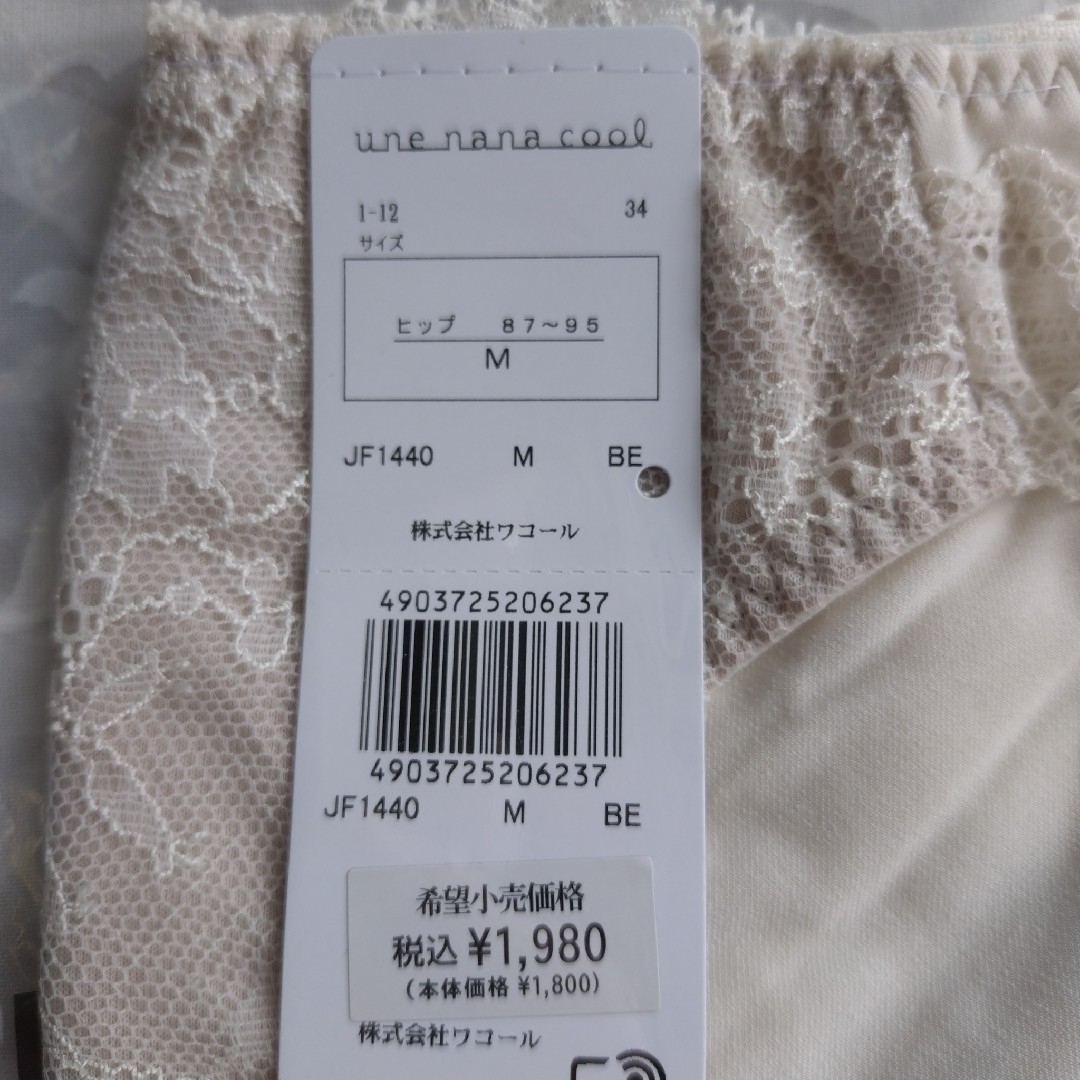 une nana cool
1-12 34
サイズ
ヒップ 87〜95
M
JF1440 M BE
株式会社ワコール
4903725206237
4903725206237
JF1440 M BE
希望小売価格
税込 ¥1,980
(本体価格 ¥1,800)
株式会社ワコール